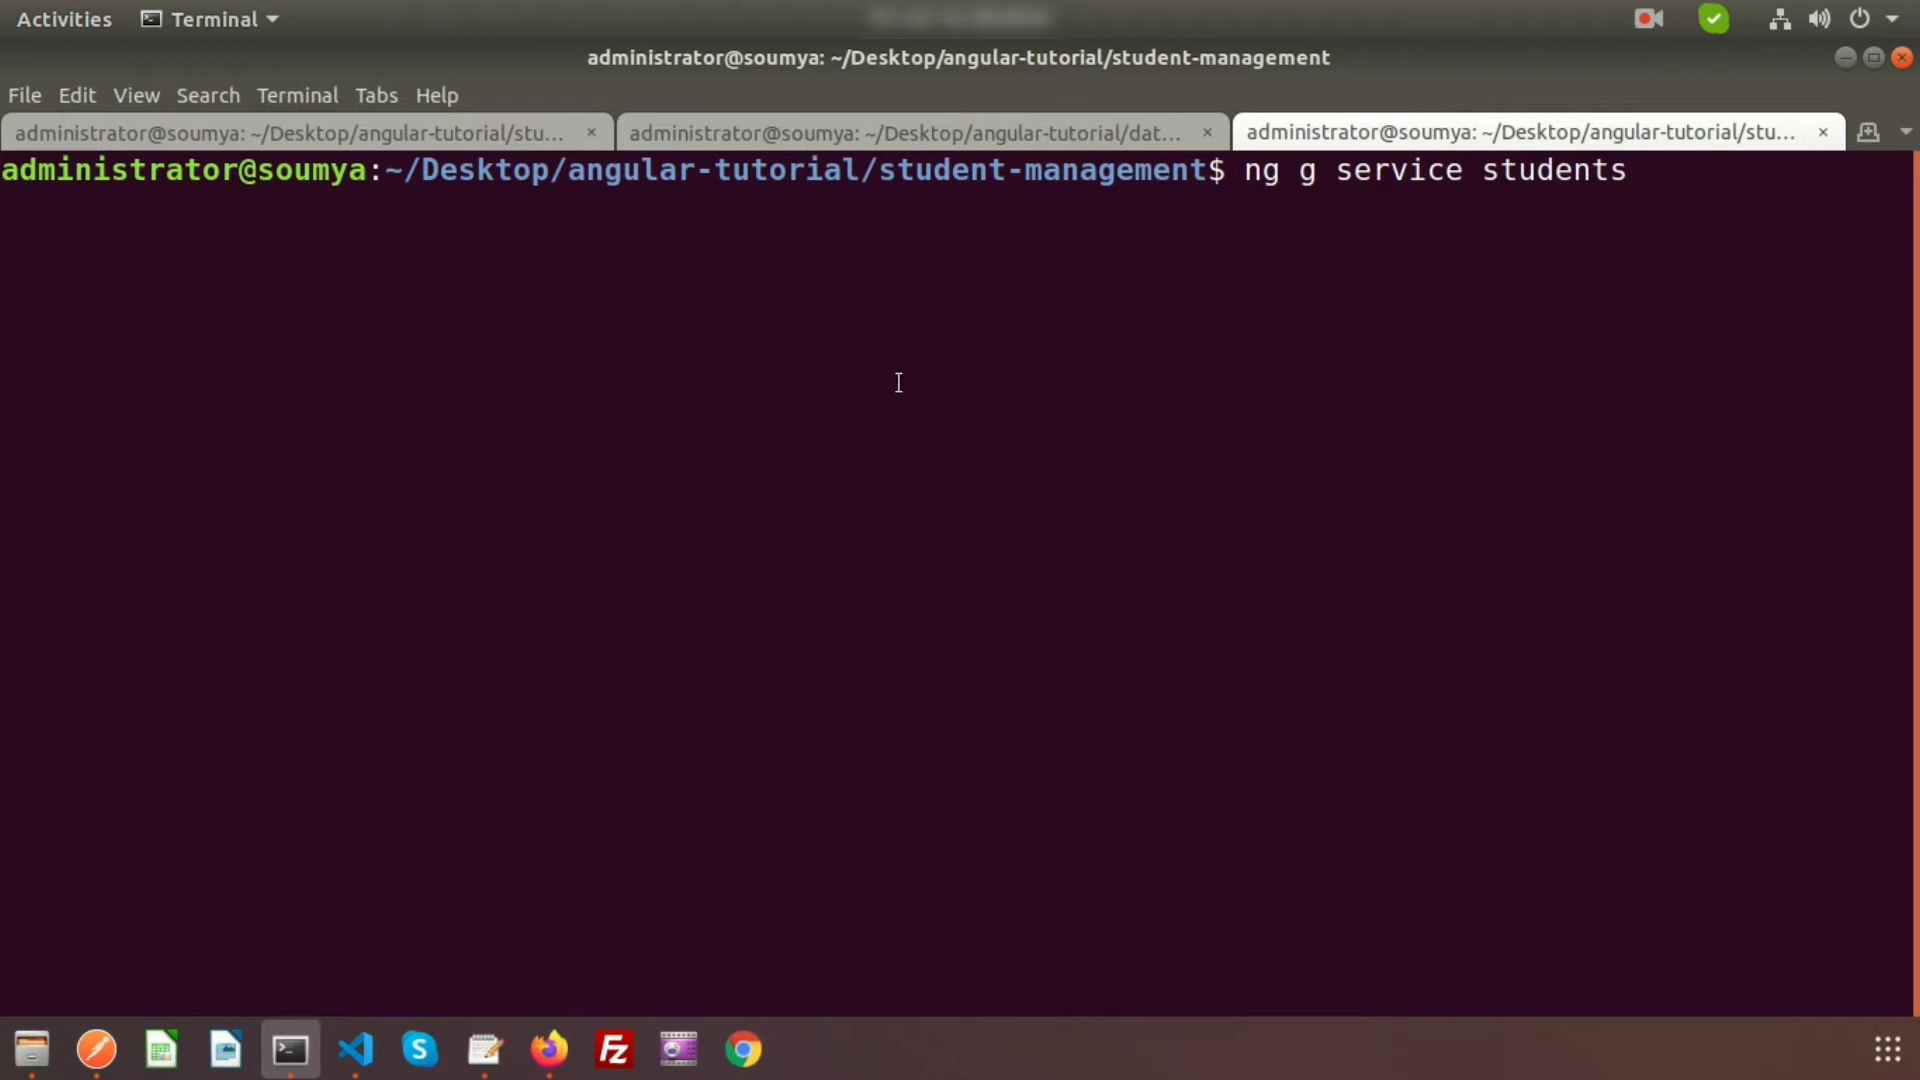 Activities Terminal
administrator@soumya: ~/Desktop/angular-tutorial/student-management
File Edit View Search Terminal Tabs Help
administrator@soumya: ~/Desktop/angular-tutorial/stu... × administrator@soumya: ~/Desktop/angular-tutorial/dat... × administrator@soumya: ~/Desktop/angular-tutorial/stu... ×
administrator@soumya:~/Desktop/angular-tutorial/student-management$ ng g service students
S
FZ